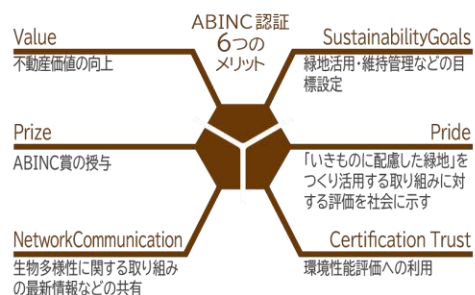 ABINC認証
6つの
メリット
Value
不動産価値の向上
Prize
ABINC賞の授与
NetworkCommunication
生物多様性に関する取り組み
の最新情報などの共有
SustainabilityGoals
緑地活用・維持管理などの目
標設定
Pride
「いきものに配慮した緑地」を
つくり活用する取り組みに対
する評価を社会に示す
Certification Trust
環境性能評価への利用